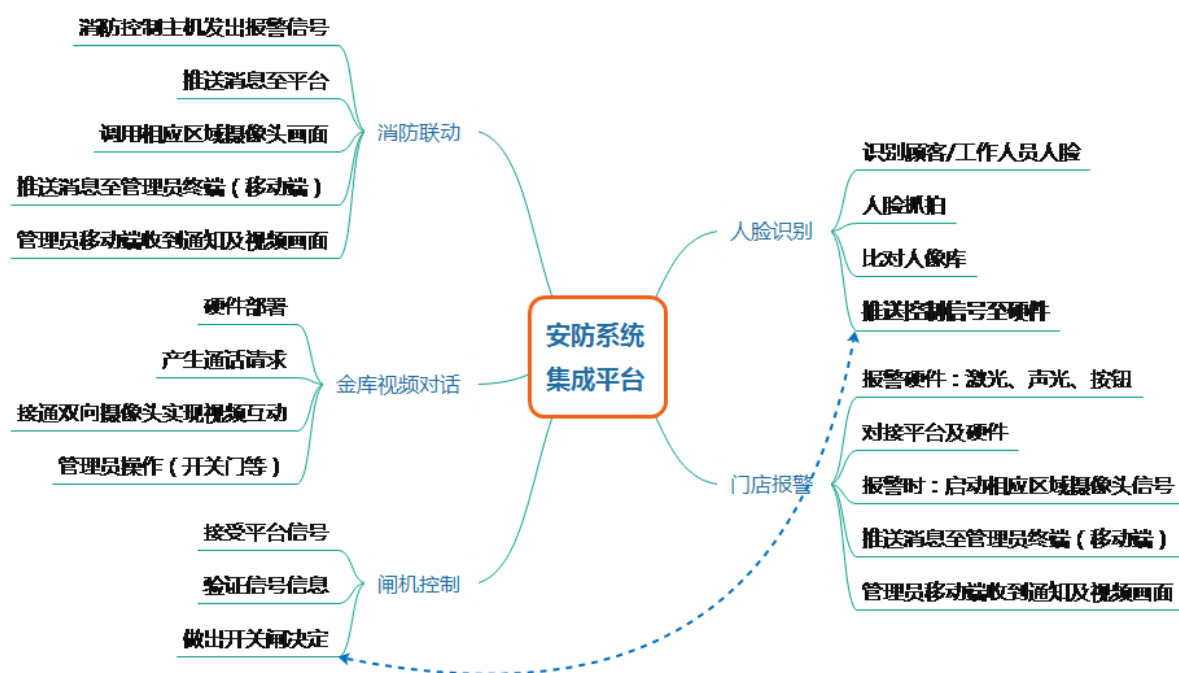 消防控制主机发出报警信号
推送消息至平台
调用相应区域摄像头画面
推送消息至管理员终端（移动端）
管理员移动端收到通知及视频画面
消防联动
硬件部署
产生通话请求
接通双向摄像头实现视频互动
管理员操作（开关门等）
金库视频对话
接受平台信号
验证信号信息
做出开关闸决定
闸机控制
安防系统
集成平台
人脸识别
识别顾客/工作人员人脸
人脸抓拍
比对人像库
推送控制信号至硬件
门店报警
报警硬件：激光、声光、按钮
对接平台及硬件
报警时：启动相应区域摄像头信号
推送消息至管理员终端（移动端）
管理员移动端收到通知及视频画面